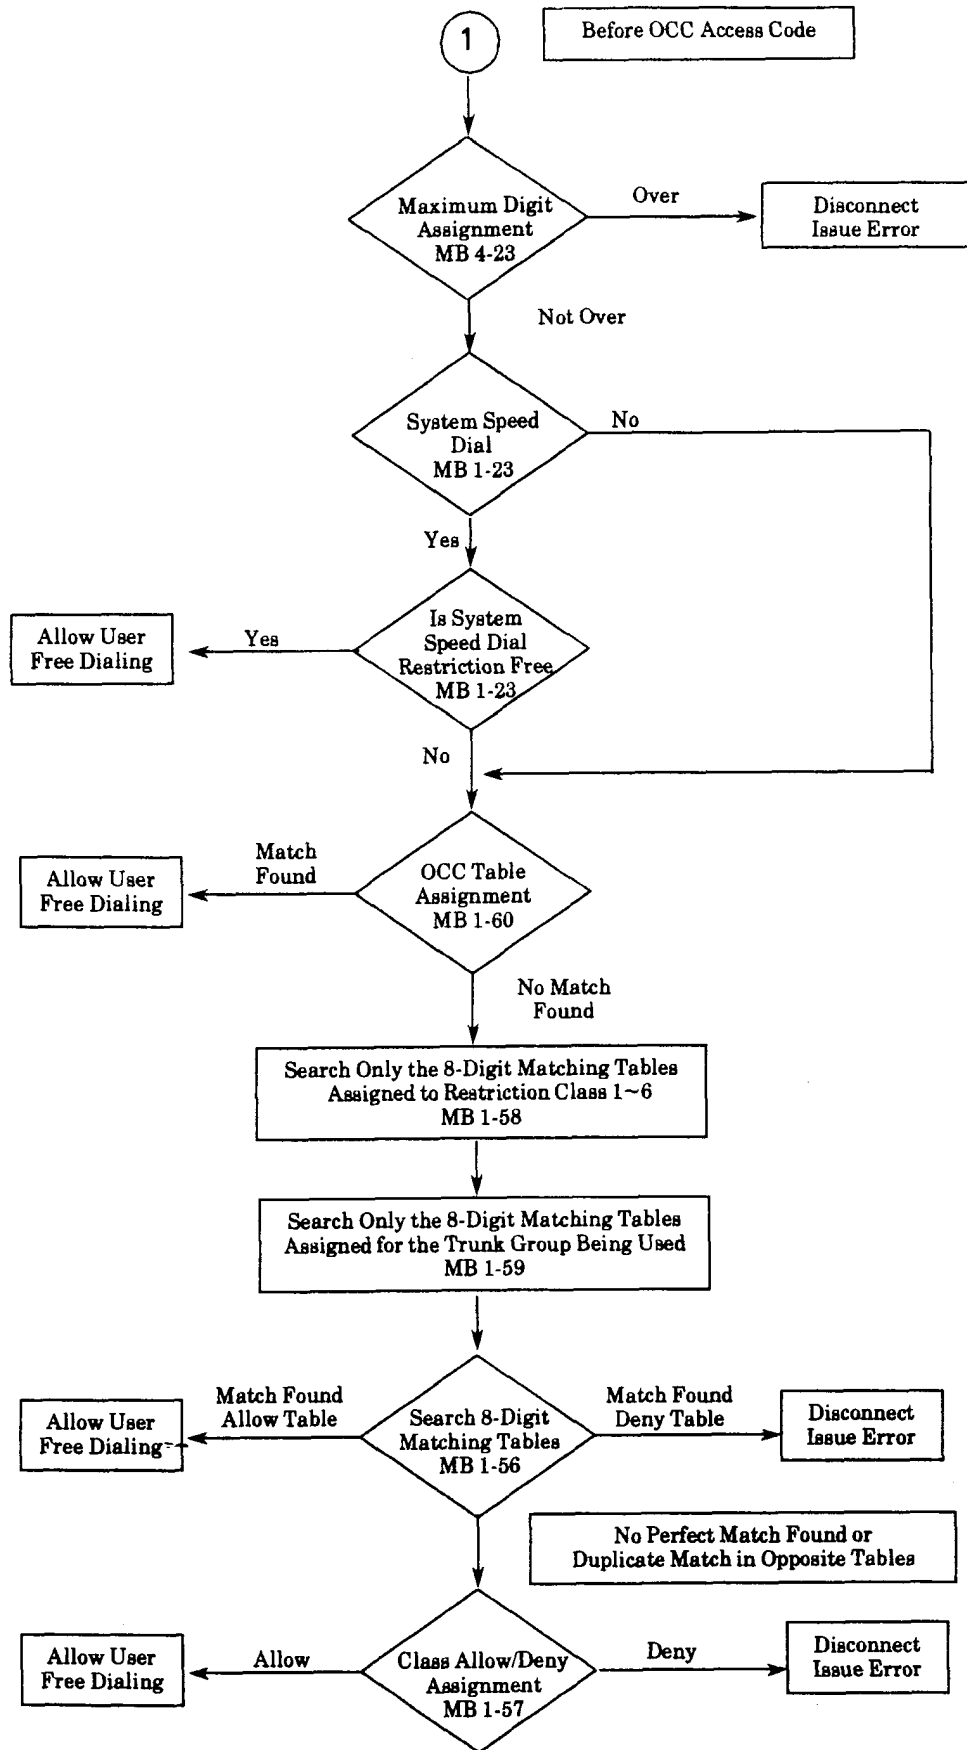 1
Before OCC Access Code
Maximum Digit
Assignment
MB 4-23
Over
Disconnect
Issue Error
Not Over
System Speed
Dial
MB 1-23
No
Yes
Is System
Speed Dial
Restriction Free
MB 1-23
Yes
Allow User
Free Dialing
No
OCC Table
Assignment
MB 1-60
Match
Found
Allow User
Free Dialing
No Match
Found
Search Only the 8-Digit Matching Tables
Assigned to Restriction Class 1~6
MB 1-58
Search Only the 8-Digit Matching Tables
Assigned for the Trunk Group Being Used
MB 1-59
Allow User
Free Dialing
Match Found
Allow Table
Search 8-Digit
Matching Tables
MB 1-56
Match Found
Deny Table
Disconnect
Issue Error
No Perfect Match Found or
Duplicate Match in Opposite Tables
Allow User
Free Dialing
Allow
Class Allow/Deny
Assignment
MB 1-57
Deny
Disconnect
Issue Error